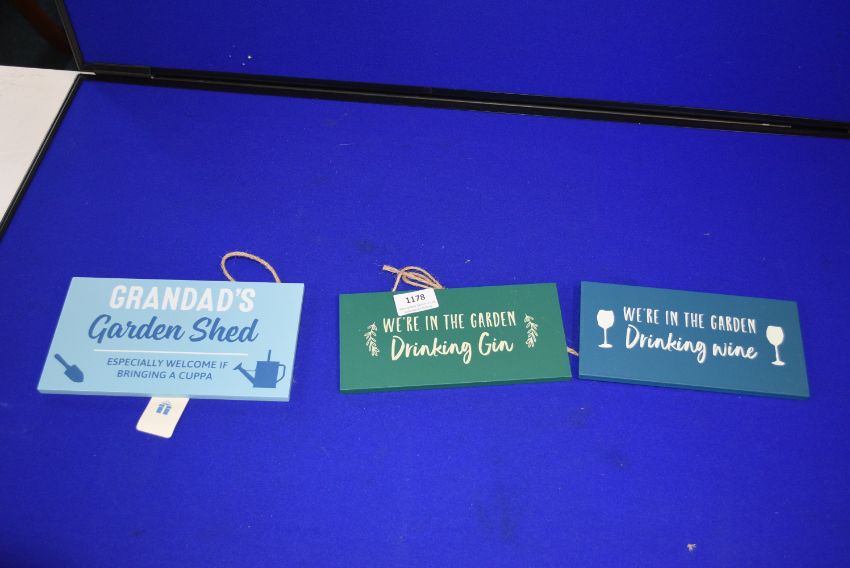 GRANDAD'S
Garden Shed
ESPECIALLY WELCOME IF
BRINGING A CUPPA
1178
WE'RE IN THE GARDEN
Drinking Gin
WE'RE IN THE GARDEN
Drinking wine